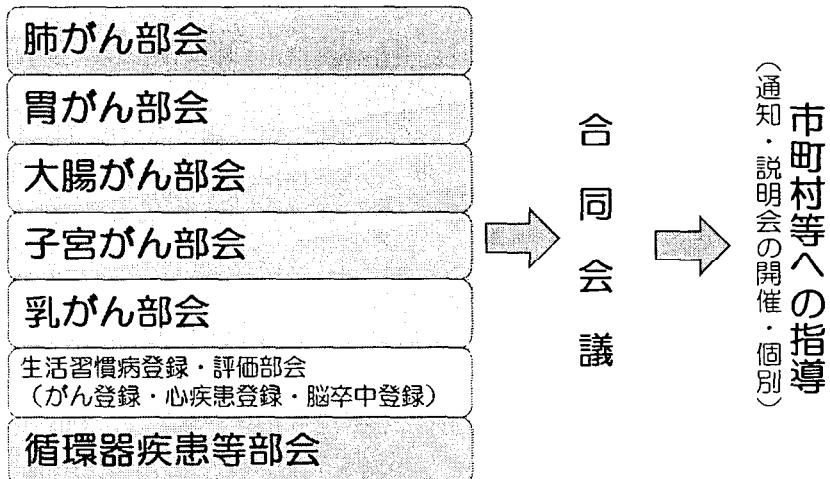 肺がん部会
胃がん部会
大腸がん部会
子宮がん部会
乳がん部会
生活習慣病登録・評価部会
（がん登録・心疾患登録・脳卒中登録）
循環器疾患等部会
合同会議
市町村等への指導
（通知・説明会の開催・個別）